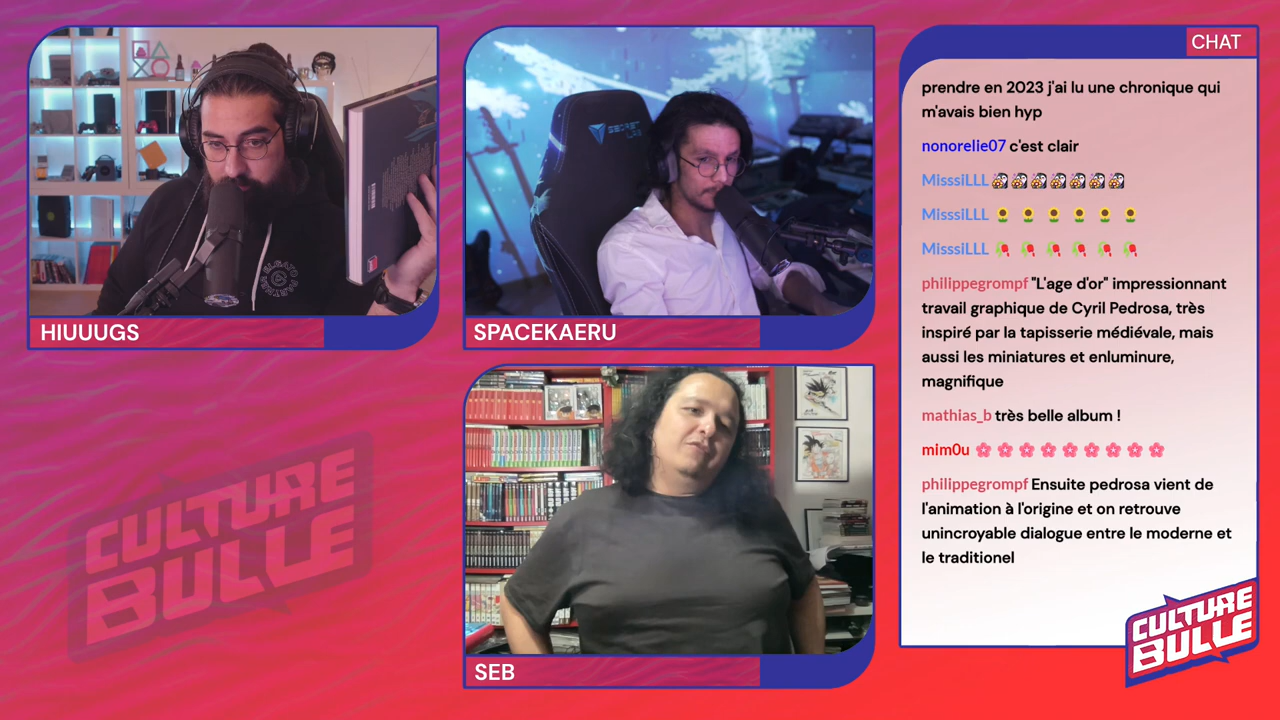 CHAT
prendre en 2023 j'ai lu une chronique qui
m'avais bien hyp
nonorelie07 c'est clair
MisssiLLL
MisssiLLL
MisssiLLL
philippegrompf "L'age d'or" impressionnant
travail graphique de Cyril Pedrosa, très
inspiré par la tapisserie médiévale, mais
aussi les miniatures et enluminure,
magnifique
mathias_b très belle album !
mim0u
philippegrompf Ensuite pedrosa vient de
l'animation à l'origine et on retrouve
unincroyable dialogue entre le moderne et
le traditionel
HIUUUGS
SPACEKAERU
SEB
CULTURE
BULLE
CULTURE
BULLE